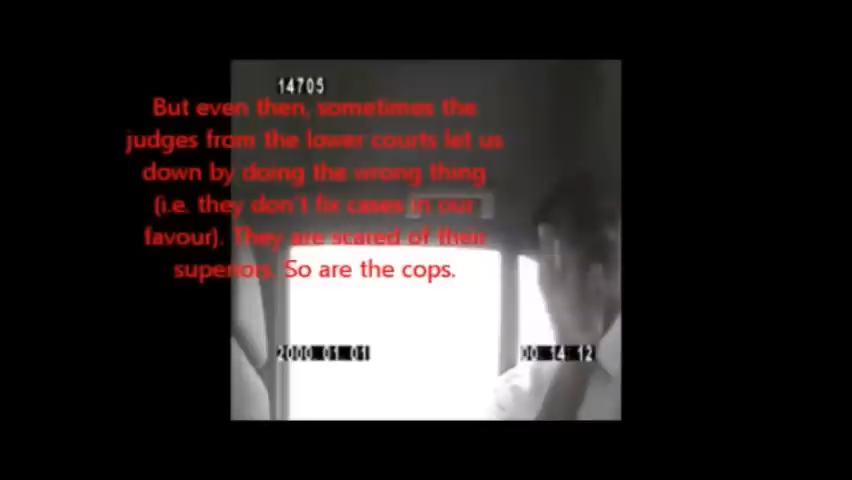 14705
But even then, sometimes the
judges from the lower courts let us
down by doing the wrong thing
(i.e. they don't fix cases in our
favour). They are scared of their
superiors. So are the cops.
2000 01 01 00 14:12